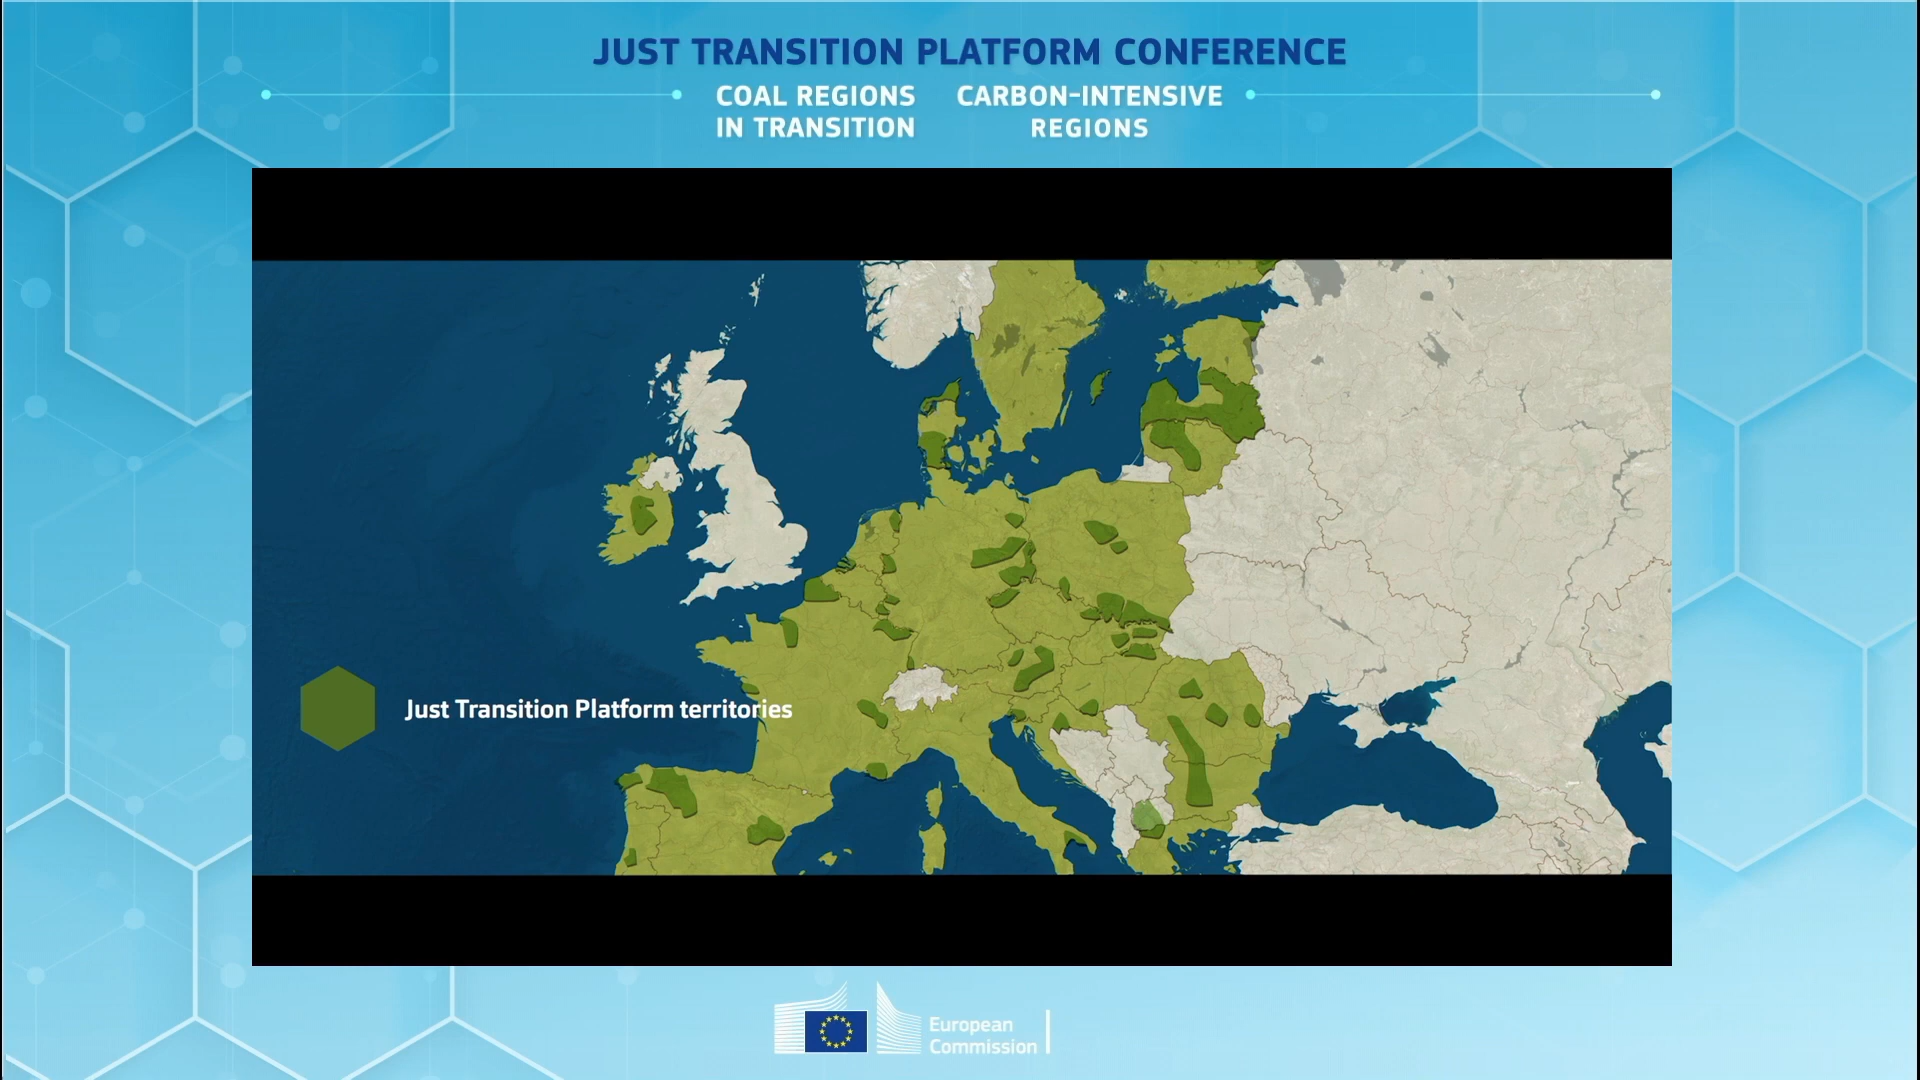 JUST TRANSITION PLATFORM CONFERENCE
COAL REGIONS
IN TRANSITION
CARBON-INTENSIVE
REGIONS
Just Transition Platform territories
European
Commission